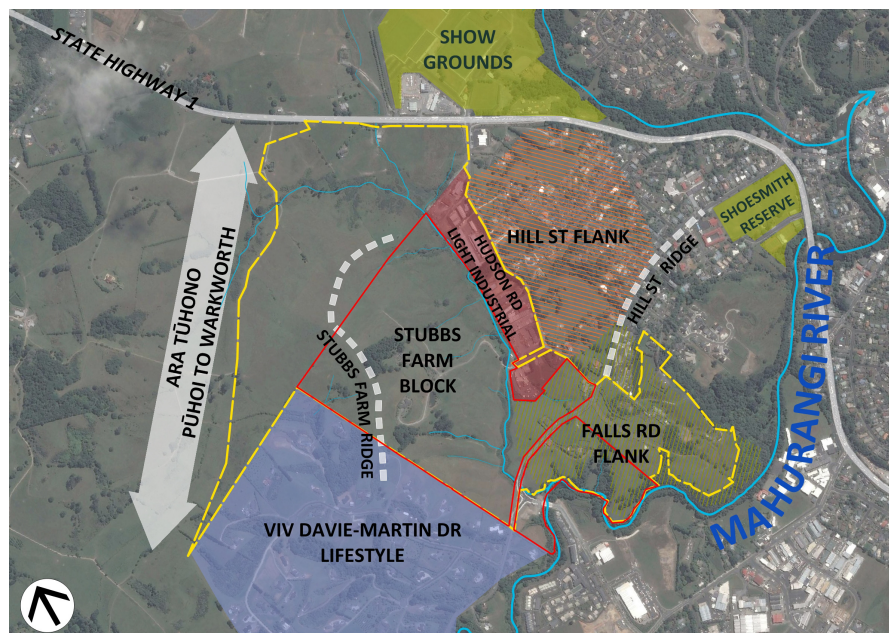 STATE HIGHWAY 1
SHOW
GROUNDS
SHOESMITH
RESERVE
HILL ST FLANK
HUDSON RD
LIGHT INDUSTRIAL
HILL ST RIDGE
ARA TŪHONO
PŪHOI TO WARKWORTH
STUBBS
FARM
BLOCK
STUBBS FARM RIDGE
FALLS RD
FLANK
MAHURANGI RIVER
VIV DAVIE-MARTIN DR
LIFESTYLE